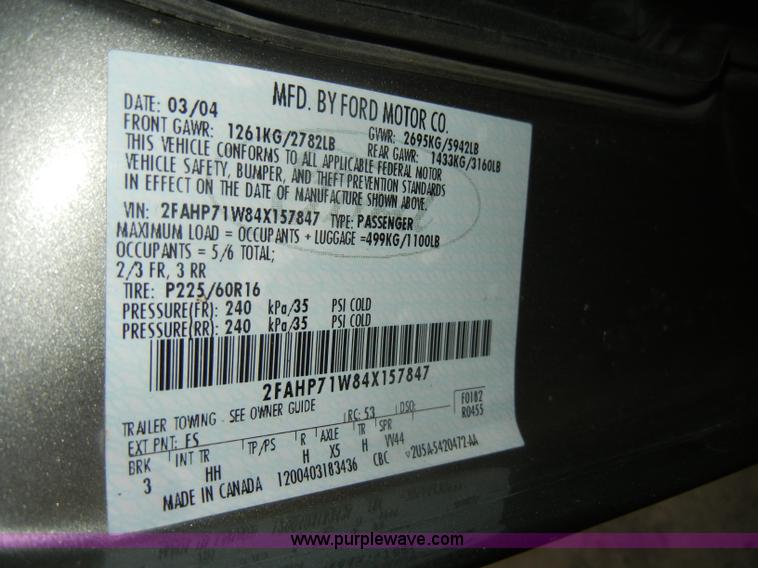 MFD. BY FORD MOTOR CO.
DATE: 03/04
GVWR: 2695KG/5942LB
FRONT GAWR: 1261KG/2782LB
REAR GAWR: 1433KG/3160LB
THIS VEHICLE CONFORMS TO ALL APPLICABLE FEDERAL MOTOR
VEHICLE SAFETY, BUMPER, AND THEFT PREVENTION STANDARDS
IN EFFECT ON THE DATE OF MANUFACTURE SHOWN ABOVE.
VIN: 2FAHP71W84X157847 TYPE: PASSENGER
MAXIMUM LOAD = OCCUPANTS + LUGGAGE =499KG/1100LB
OCCUPANTS = 5/6 TOTAL;
2/3 FR, 3 RR
TIRE: P225/60R16
PRESSURE(FR): 240 kPa/35 PSI COLD
PRESSURE(RR): 240 kPa/35 PSI COLD
2FAHP71W84X157847
TRAILER TOWING - SEE OWNER GUIDE
RC: 53 DSO:
F0182
R0455
EXT PNT: FS
BRK INT TR TP/PS R AXLE TR SPR
3 HH H X5 H VV44
MADE IN CANADA 1200403183436 CBC 2U5A-5420472-AA
www.purplewave.com